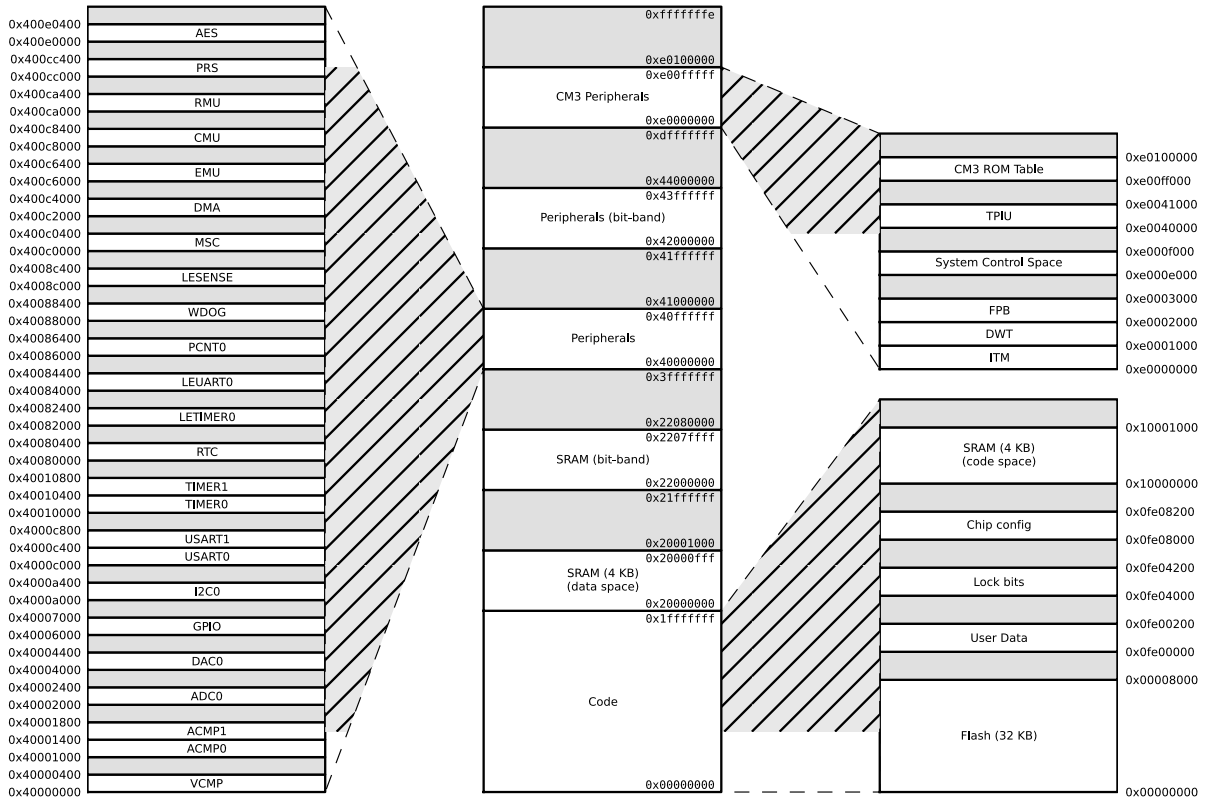 0x400e0400
AES
0x400e0000
0x400cc400
PRS
0x400cc000
0x400ca400
RMU
0x400ca000
0x400c8400
CMU
0x400c8000
0x400c6400
EMU
0x400c6000
0x400c4000
DMA
0x400c2000
0x400c0400
MSC
0x400c0000
0x4008c400
LESENSE
0x4008c000
0x40088400
WDOG
0x40088000
0x40086400
PCNT0
0x40086000
0x40084400
LEUART0
0x40084000
0x40082400
LETIMER0
0x40082000
0x40080400
RTC
0x40080000
0x40010800
TIMER1
0x40010400
TIMER0
0x40010000
0x4000c800
USART1
0x4000c400
USART0
0x4000c000
0x4000a400
I2C0
0x4000a000
0x40007000
GPIO
0x40006000
0x40004400
DAC0
0x40004000
0x40002400
ADC0
0x40002000
0x40001800
ACMP1
0x40001400
ACMP0
0x40001000
0x40000400
VCMP
0x40000000
0xfffffffe
0xe0100000
0xe00fffff
CM3 Peripherals
0xe0000000
0xdfffffff
0x44000000
0x43ffffff
Peripherals (bit-band)
0x42000000
0x41ffffff
0x41000000
0x40ffffff
Peripherals
0x40000000
0x3fffffff
0x22080000
0x2207ffff
SRAM (bit-band)
0x22000000
0x21ffffff
0x20001000
0x20000fff
SRAM (4 KB)
(data space)
0x20000000
0x1fffffff
Code
0x00000000
0xe0100000
CM3 ROM Table
0xe00ff000
0xe0041000
TPIU
0xe0040000
0xe000f000
System Control Space
0xe000e000
0xe0003000
FPB
0xe0002000
DWT
0xe0001000
ITM
0xe0000000
0x10001000
SRAM (4 KB)
(code space)
0x10000000
0x0fe08200
Chip config
0x0fe08000
0x0fe04200
Lock bits
0x0fe04000
0x0fe00200
User Data
0x0fe00000
0x00008000
Flash (32 KB)
0x00000000